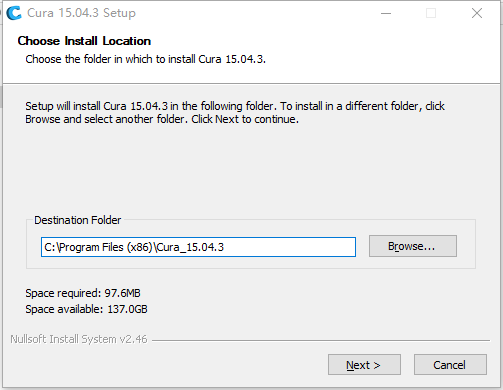 Cura 15.04.3 Setup
Choose Install Location
Choose the folder in which to install Cura 15.04.3.
Setup will install Cura 15.04.3 in the following folder. To install in a different folder, click
Browse and select another folder. Click Next to continue.
Destination Folder
C:\Program Files (x86)\Cura_15.04.3
Browse...
Space required: 97.6MB
Space available: 137.0GB
Nullsoft Install System v2.46
Next >
Cancel